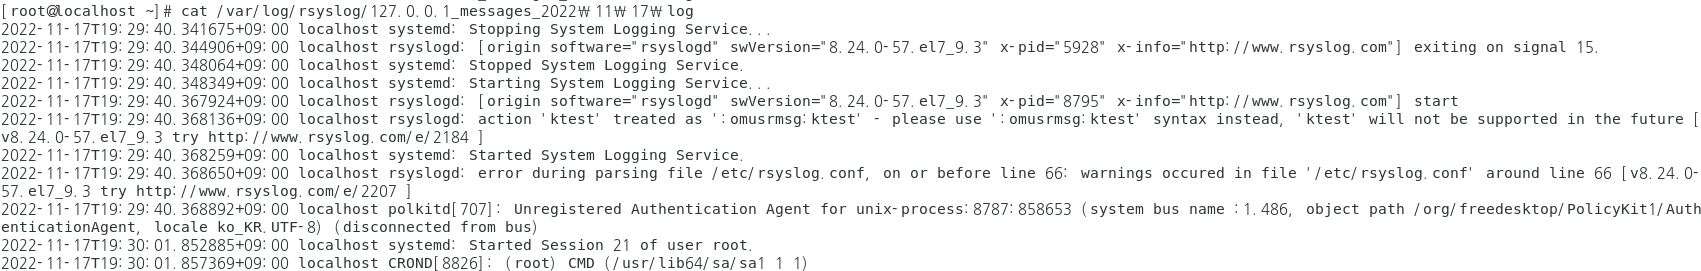 [root@localhost ~]# cat /var/log/rsyslog/127.0.0.1_messages_2022₩ 11₩ 17₩ log
2022-11-17T19:29:40.341675+09:00 localhost systemd: Stopping System Logging Service...
2022-11-17T19:29:40.344906+09:00 localhost rsyslogd: [origin software="rsyslogd" swVersion="8.24.0-57.el7_9.3" x-pid="5928" x-info="http://www.rsyslog.com"] exiting on signal 15.
2022-11-17T19:29:40.348064+09:00 localhost systemd: Stopped System Logging Service.
2022-11-17T19:29:40.348349+09:00 localhost systemd: Starting System Logging Service...
2022-11-17T19:29:40.367924+09:00 localhost rsyslogd: [origin software="rsyslogd" swVersion="8.24.0-57.el7_9.3" x-pid="8795" x-info="http://www.rsyslog.com"] start
2022-11-17T19:29:40.368136+09:00 localhost rsyslogd: action 'ktest' treated as ':omusrmsg:ktest' - please use ':omusrmsg:ktest' syntax instead, 'ktest' will not be supported in the future [
v8.24.0-57.el7_9.3 try http://www.rsyslog.com/e/2184 ]
2022-11-17T19:29:40.368259+09:00 localhost systemd: Started System Logging Service.
2022-11-17T19:29:40.368650+09:00 localhost rsyslogd: error during parsing file /etc/rsyslog.conf, on or before line 66: warnings occured in file '/etc/rsyslog.conf' around line 66 [v8.24.0-
57.el7_9.3 try http://www.rsyslog.com/e/2207 ]
2022-11-17T19:29:40.368892+09:00 localhost polkitd[707]: Unregistered Authentication Agent for unix-process:8787:858653 (system bus name :1.486, object path /org/freedesktop/PolicyKit1/Auth
enticationAgent, locale ko_KR.UTF-8) (disconnected from bus)
2022-11-17T19:30:01.852885+09:00 localhost systemd: Started Session 21 of user root.
2022-11-17T19:30:01.857369+09:00 localhost CROND[8826]: (root) CMD (/usr/lib64/sa/sa1 1 1)